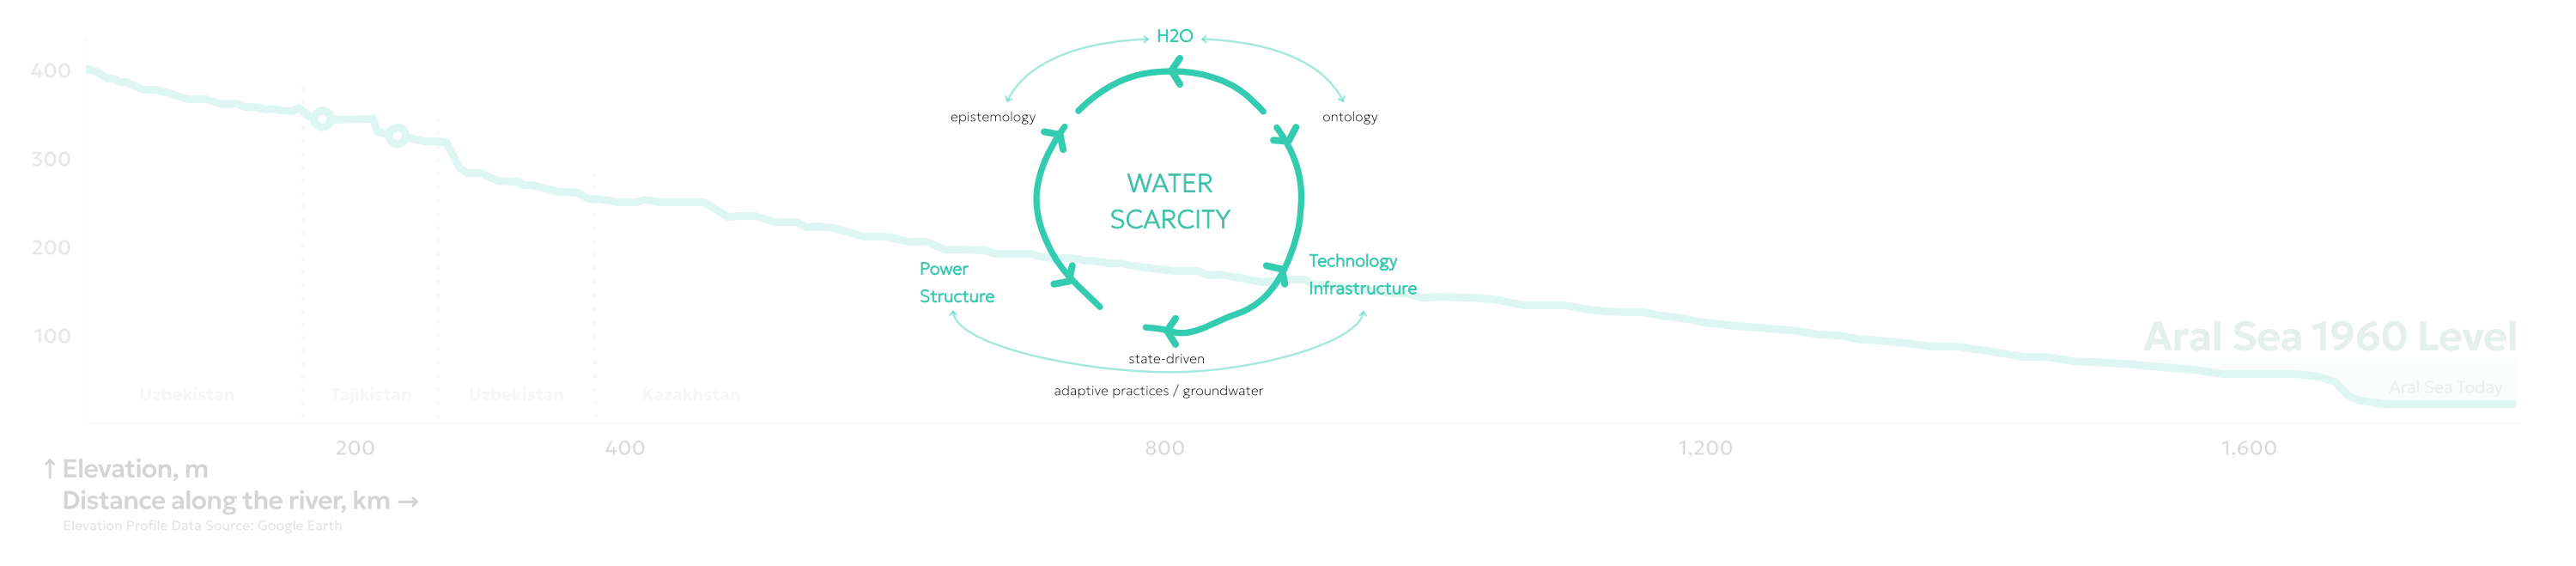 H2O
epistemology
ontology
WATER
SCARCITY
Power
Structure
Technology
Infrastructure
state-driven
adaptive practices / groundwater
400
300
200
100
Uzbekistan
Tajikistan
Uzbekistan
Kazakhstan
Aral Sea 1960 Level
Aral Sea Today
200
400
800
1,200
1,600
↑ Elevation, m
Distance along the river, km →
Elevation Profile Data Source: Google Earth